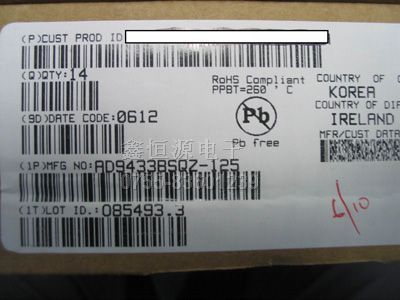 (P)CUST PROD ID
(Q)QTY:14
(9D)DATE CODE:0612
(1P)MFG NO:AD9433BSQZ-125
(1T)LOT ID.:085493.3
RoHS Compliant
PPBT=260 ' C
Pb
Pb free
COUNTRY OF
KOREA
COUNTRY OF DIF
IRELAND
MFR/CUST DATA
鑫恒源电子
6/10